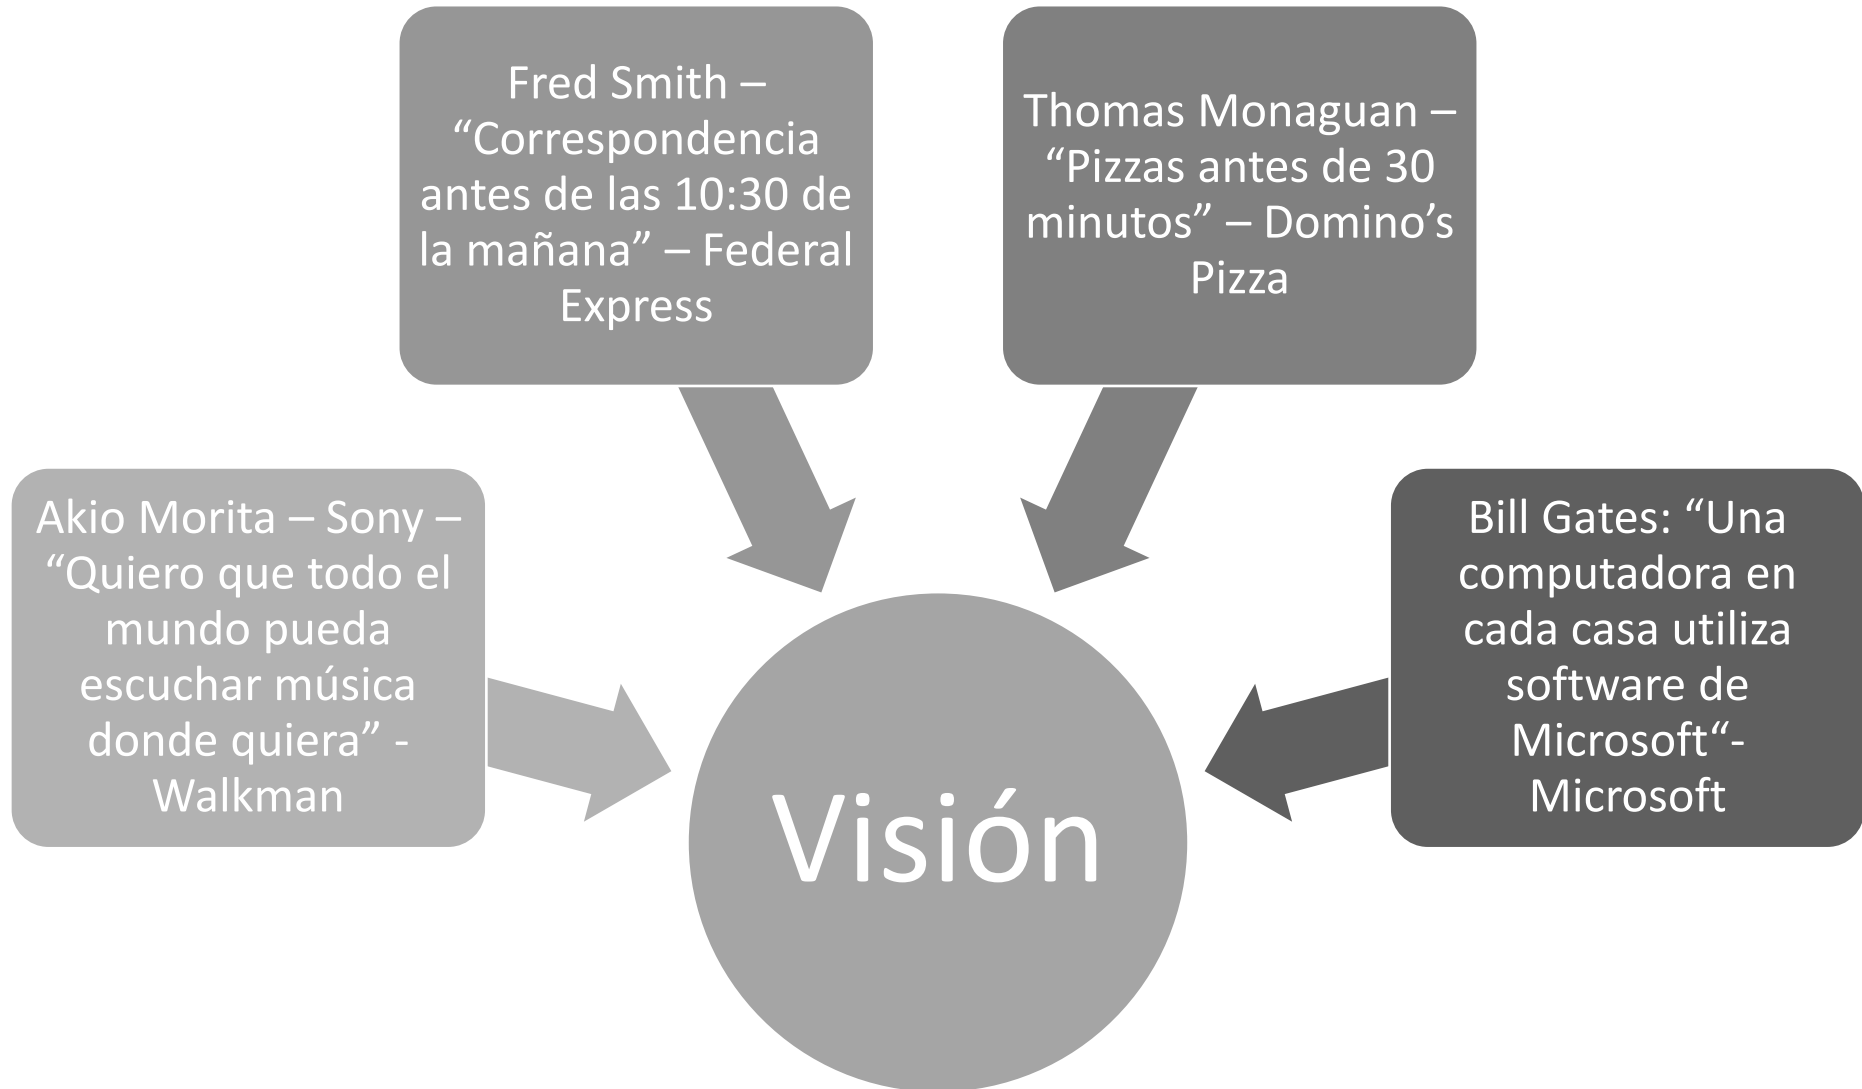 Fred Smith –
“Correspondencia
antes de las 10:30 de
la mañana” – Federal
Express
Thomas Monaguan –
“Pizzas antes de 30
minutos” – Domino’s
Pizza
Akio Morita – Sony –
“Quiero que todo el
mundo pueda
escuchar música
donde quiera” -
Walkman
Bill Gates: “Una
computadora en
cada casa utiliza
software de
Microsoft“-
Microsoft
Visión